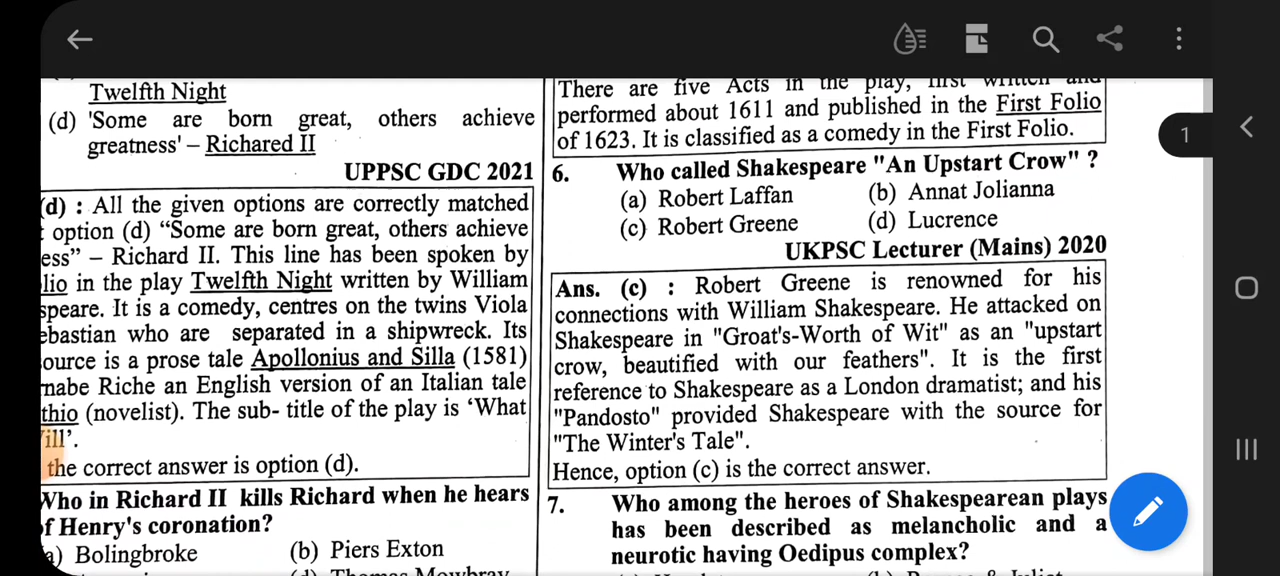 Twelfth Night
(d) 'Some are born great, others achieve
greatness' – Richared II
UPPSC GDC 2021
(d) : All the given options are correctly matched
option (d) “Some are born great, others achieve
ess” – Richard II. This line has been spoken by
lio in the play Twelfth Night written by William
speare. It is a comedy, centres on the twins Viola
ebastian who are separated in a shipwreck. Its
ource is a prose tale Apollonius and Silla (1581)
rnabe Riche an English version of an Italian tale
thio (novelist). The sub- title of the play is ‘What
ill’.
the correct answer is option (d).
Who in Richard II kills Richard when he hears
of Henry's coronation?
a) Bolingbroke
(b) Piers Exton
(d) Thomas Mowbray
There are five Acts in the play, first written and
performed about 1611 and published in the First Folio
of 1623. It is classified as a comedy in the First Folio.
6. Who called Shakespeare "An Upstart Crow" ?
(a) Robert Laffan (b) Annat Jolianna
(c) Robert Greene (d) Lucrence
UKPSC Lecturer (Mains) 2020
Ans. (c) : Robert Greene is renowned for his
connections with William Shakespeare. He attacked on
Shakespeare in "Groat's-Worth of Wit" as an "upstart
crow, beautified with our feathers". It is the first
reference to Shakespeare as a London dramatist; and his
"Pandosto" provided Shakespeare with the source for
"The Winter's Tale".
Hence, option (c) is the correct answer.
7. Who among the heroes of Shakespearean plays
has been described as melancholic and a
neurotic having Oedipus complex?
1